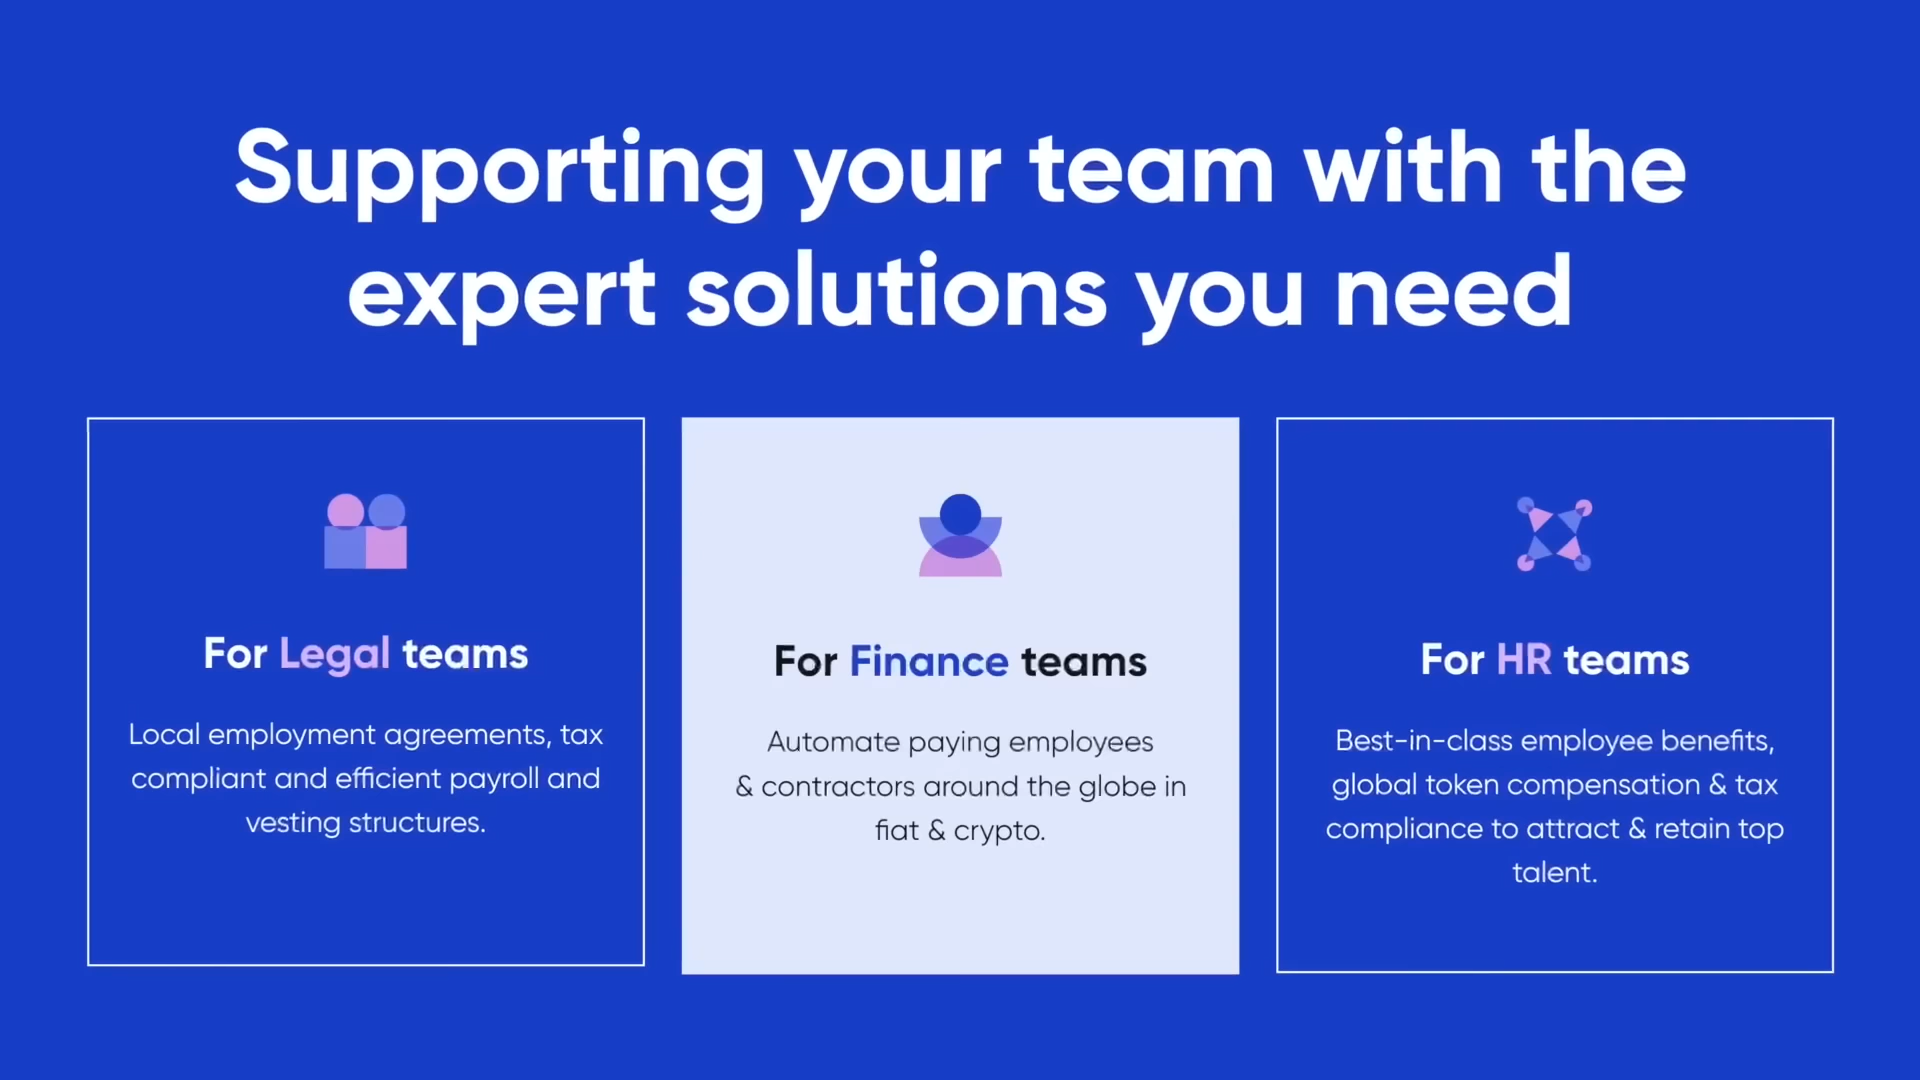 Supporting your team with the
expert solutions you need
For Legal teams
Local employment agreements, tax
compliant and efficient payroll and
vesting structures.
For Finance teams
Automate paying employees
& contractors around the globe in
fiat & crypto.
For HR teams
Best-in-class employee benefits,
global token compensation & tax
compliance to attract & retain top
talent.